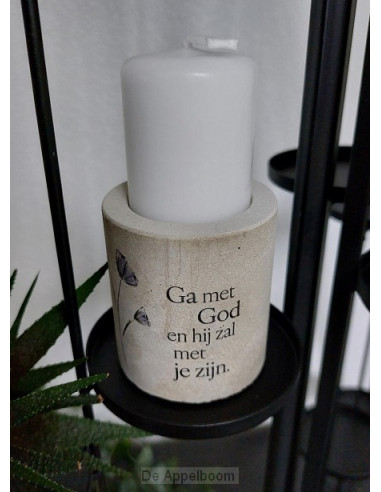 Ga met
God
en hij zal
met
je zijn.
De Appelboom